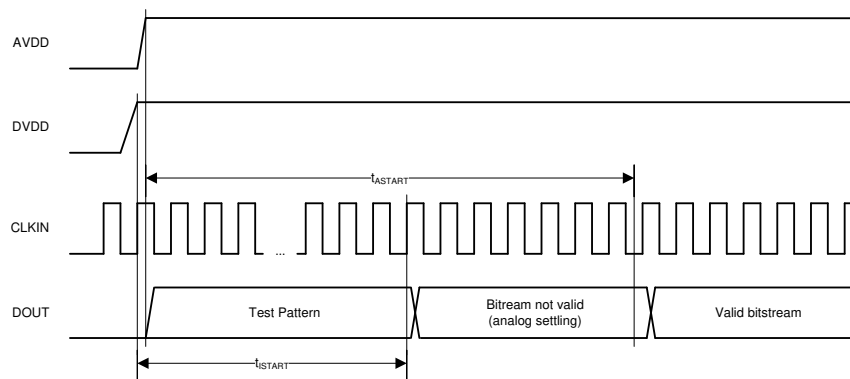 AVDD
DVDD
tASTART
CLKIN
...
DOUT
Test Pattern
Bitream not valid
(analog settling)
Valid bitstream
tISTART